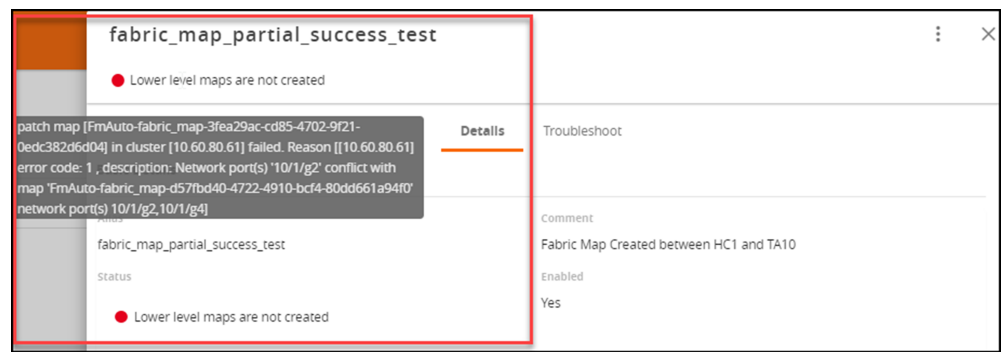 fabric_map_partial_success_test
Lower level maps are not created
patch map [FmAuto-fabric_map-3fea29ac-cd85-4702-9f21-
0edc382d6d04] in cluster [10.60.80.61] failed. Reason [[10.60.80.61]
error code: 1 , description: Network port(s) '10/1/g2' conflict with
map 'FmAuto-fabric_map-d57fbd40-4722-4910-bcf4-80dd661a94f0'
network port(s) 10/1/g2,10/1/g4]
Details
Troubleshoot
Alias
fabric_map_partial_success_test
Comment
Fabric Map Created between HC1 and TA10
Status
Lower level maps are not created
Enabled
Yes